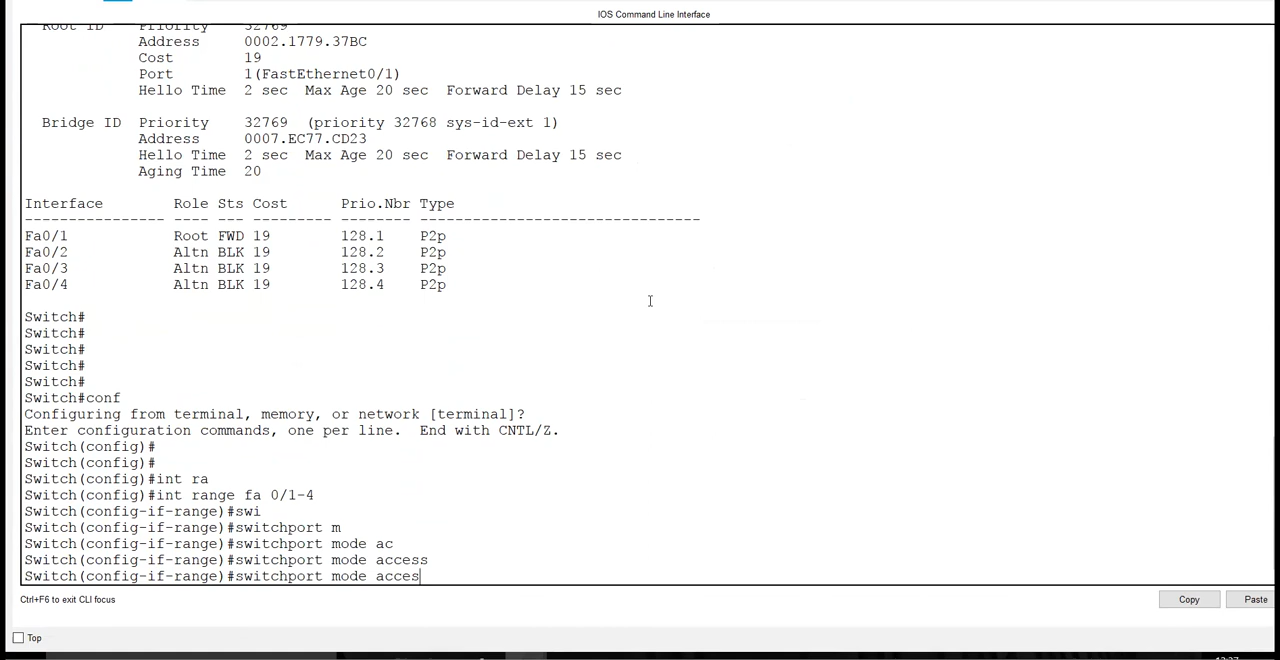 IOS Command Line Interface
Root ID Priority 32769
Address 0002.1779.37BC
Cost 19
Port 1(FastEthernet0/1)
Hello Time 2 sec Max Age 20 sec Forward Delay 15 sec
Bridge ID Priority 32769 (priority 32768 sys-id-ext 1)
Address 0007.EC77.CD23
Hello Time 2 sec Max Age 20 sec Forward Delay 15 sec
Aging Time 20
Interface Role Sts Cost Prio.Nbr Type
---------------- ---- --- --------- -------- --------------------------------
Fa0/1 Root FWD 19 128.1 P2p
Fa0/2 Altn BLK 19 128.2 P2p
Fa0/3 Altn BLK 19 128.3 P2p
Fa0/4 Altn BLK 19 128.4 P2p
Switch#
Switch#
Switch#
Switch#
Switch#
Switch#conf
Configuring from terminal, memory, or network [terminal]?
Enter configuration commands, one per line. End with CNTL/Z.
Switch(config)#
Switch(config)#
Switch(config)#int ra
Switch(config)#int range fa 0/1-4
Switch(config-if-range)#swi
Switch(config-if-range)#switchport m
Switch(config-if-range)#switchport mode ac
Switch(config-if-range)#switchport mode access
Switch(config-if-range)#switchport mode acces
Ctrl+F6 to exit CLI focus
Copy
Paste
Top